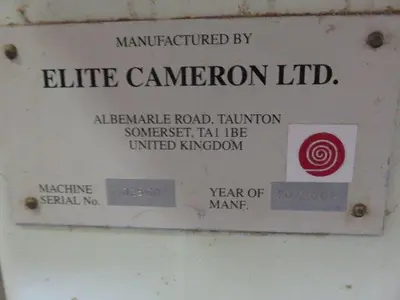 MANUFACTURED BY
ELITE CAMERON LTD.
ALBEMARLE ROAD, TAUNTON
SOMERSET, TA1 1BE
UNITED KINGDOM
MACHINE
SERIAL No.
YEAR OF
MANF.